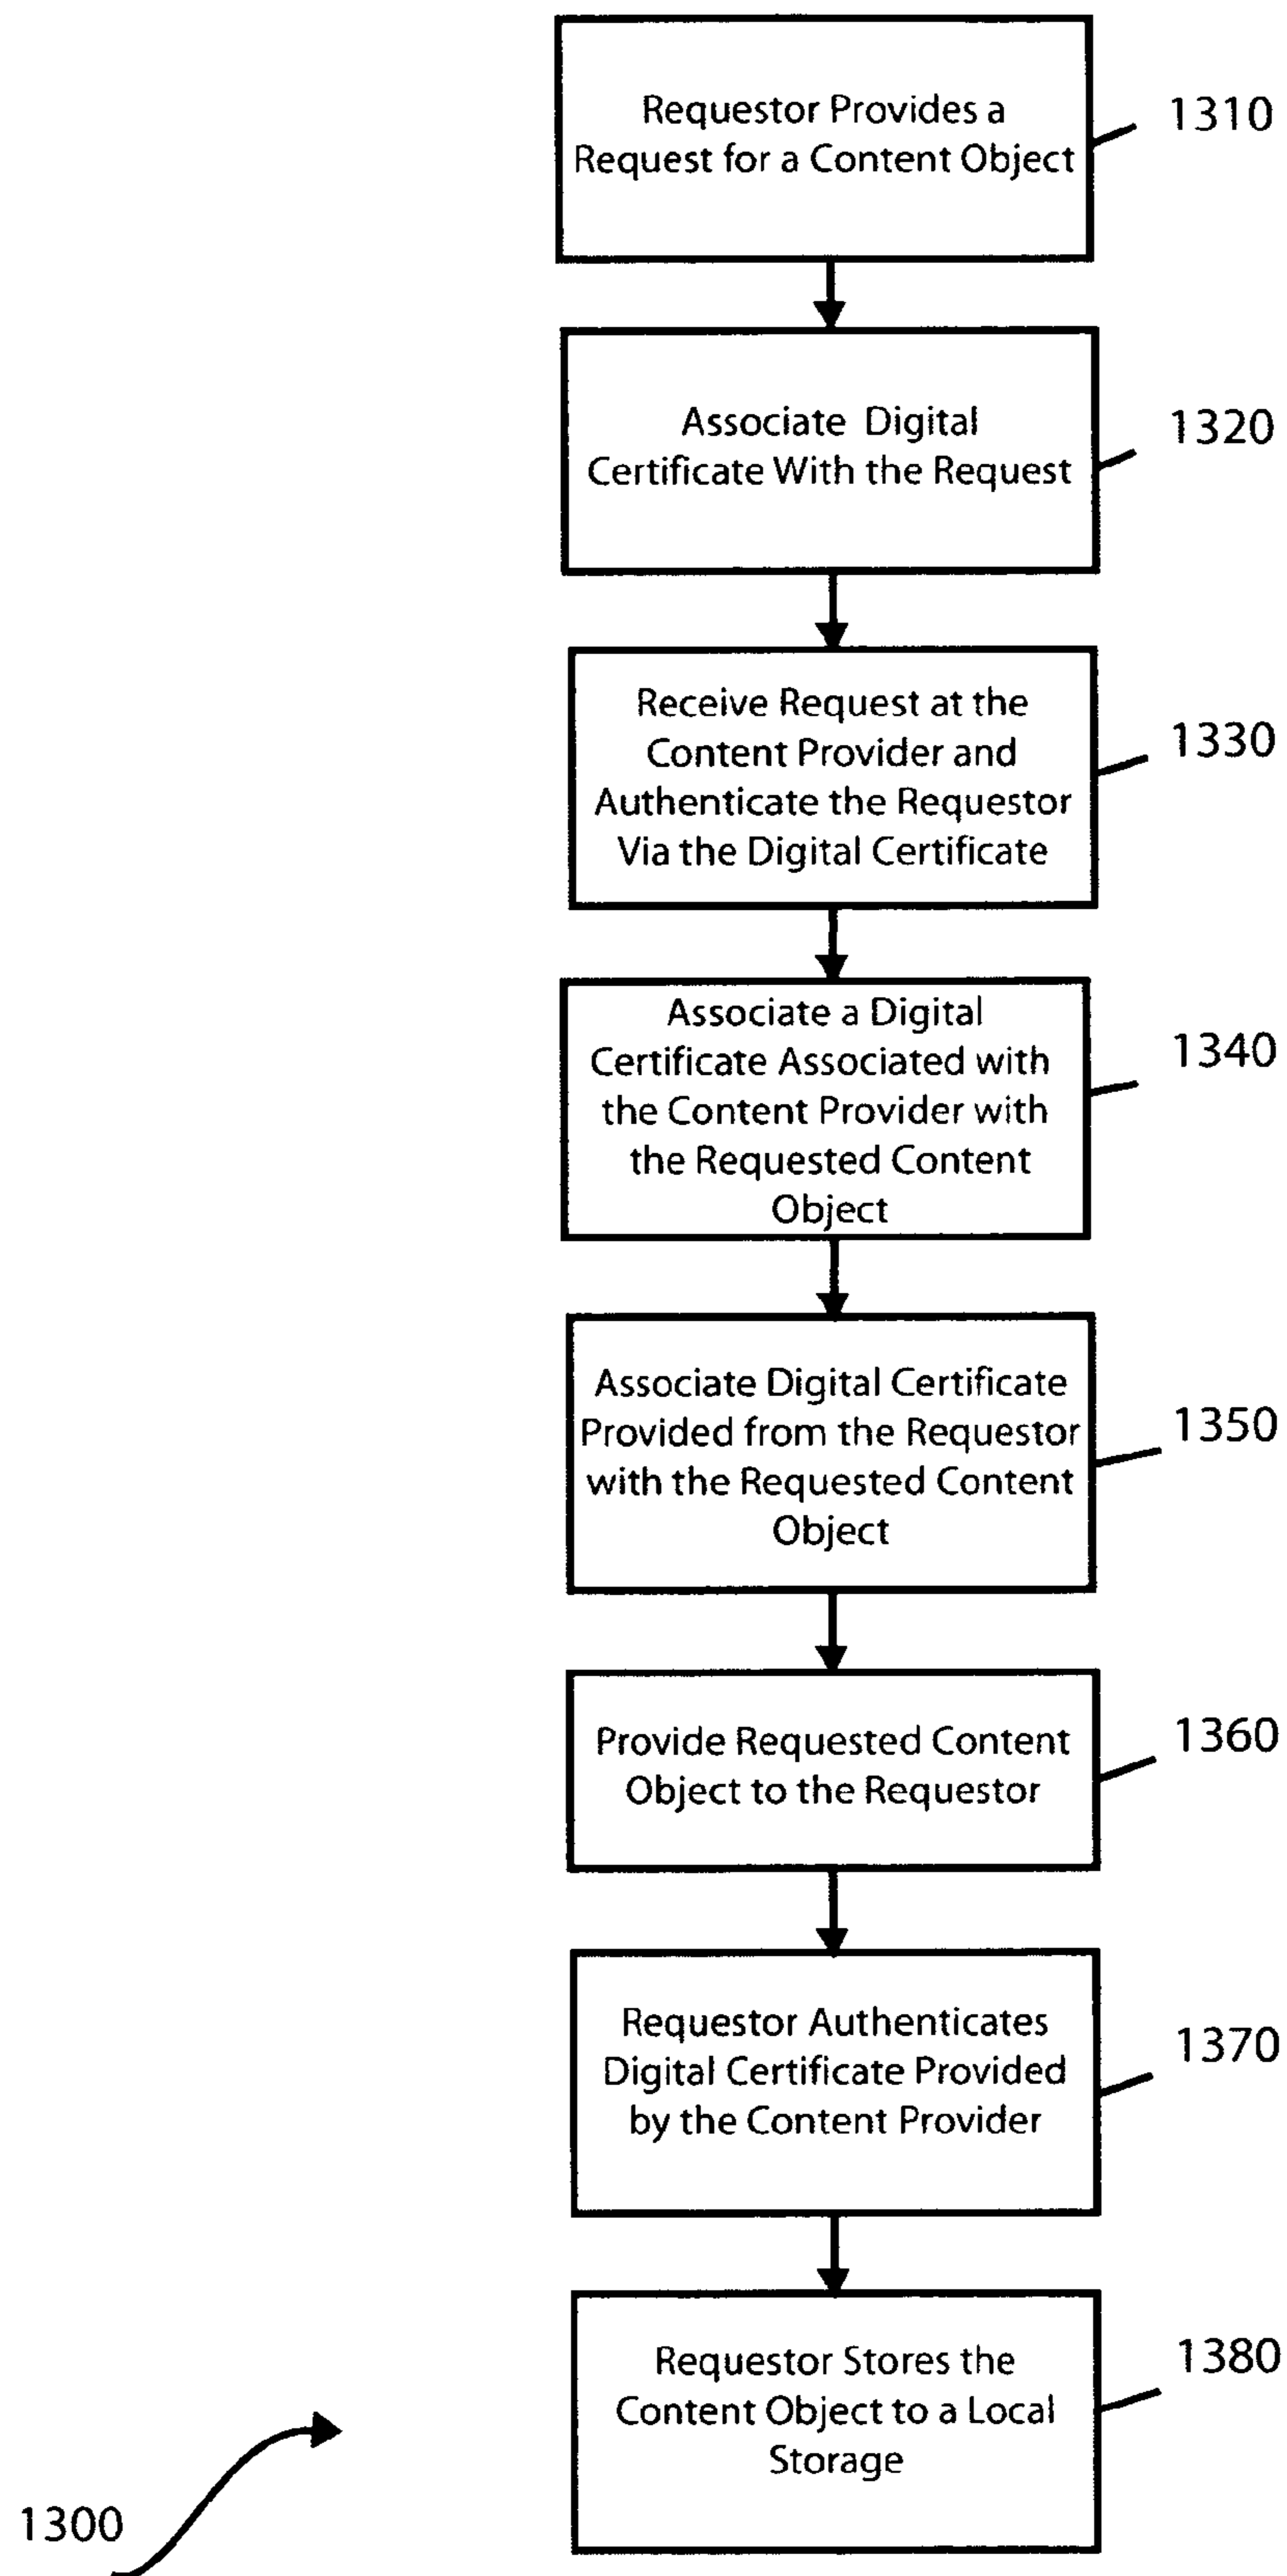 Requestor Provides a
Request for a Content Object
1310
Associate Digital
Certificate With the Request
1320
Receive Request at the
Content Provider and
Authenticate the Requestor
Via the Digital Certificate
1330
Associate a Digital
Certificate Associated with
the Content Provider with
the Requested Content
Object
1340
Associate Digital Certificate
Provided from the Requestor
with the Requested Content
Object
1350
Provide Requested Content
Object to the Requestor
1360
Requestor Authenticates
Digital Certificate Provided
by the Content Provider
1370
Requestor Stores the
Content Object to a Local
Storage
1380
1300